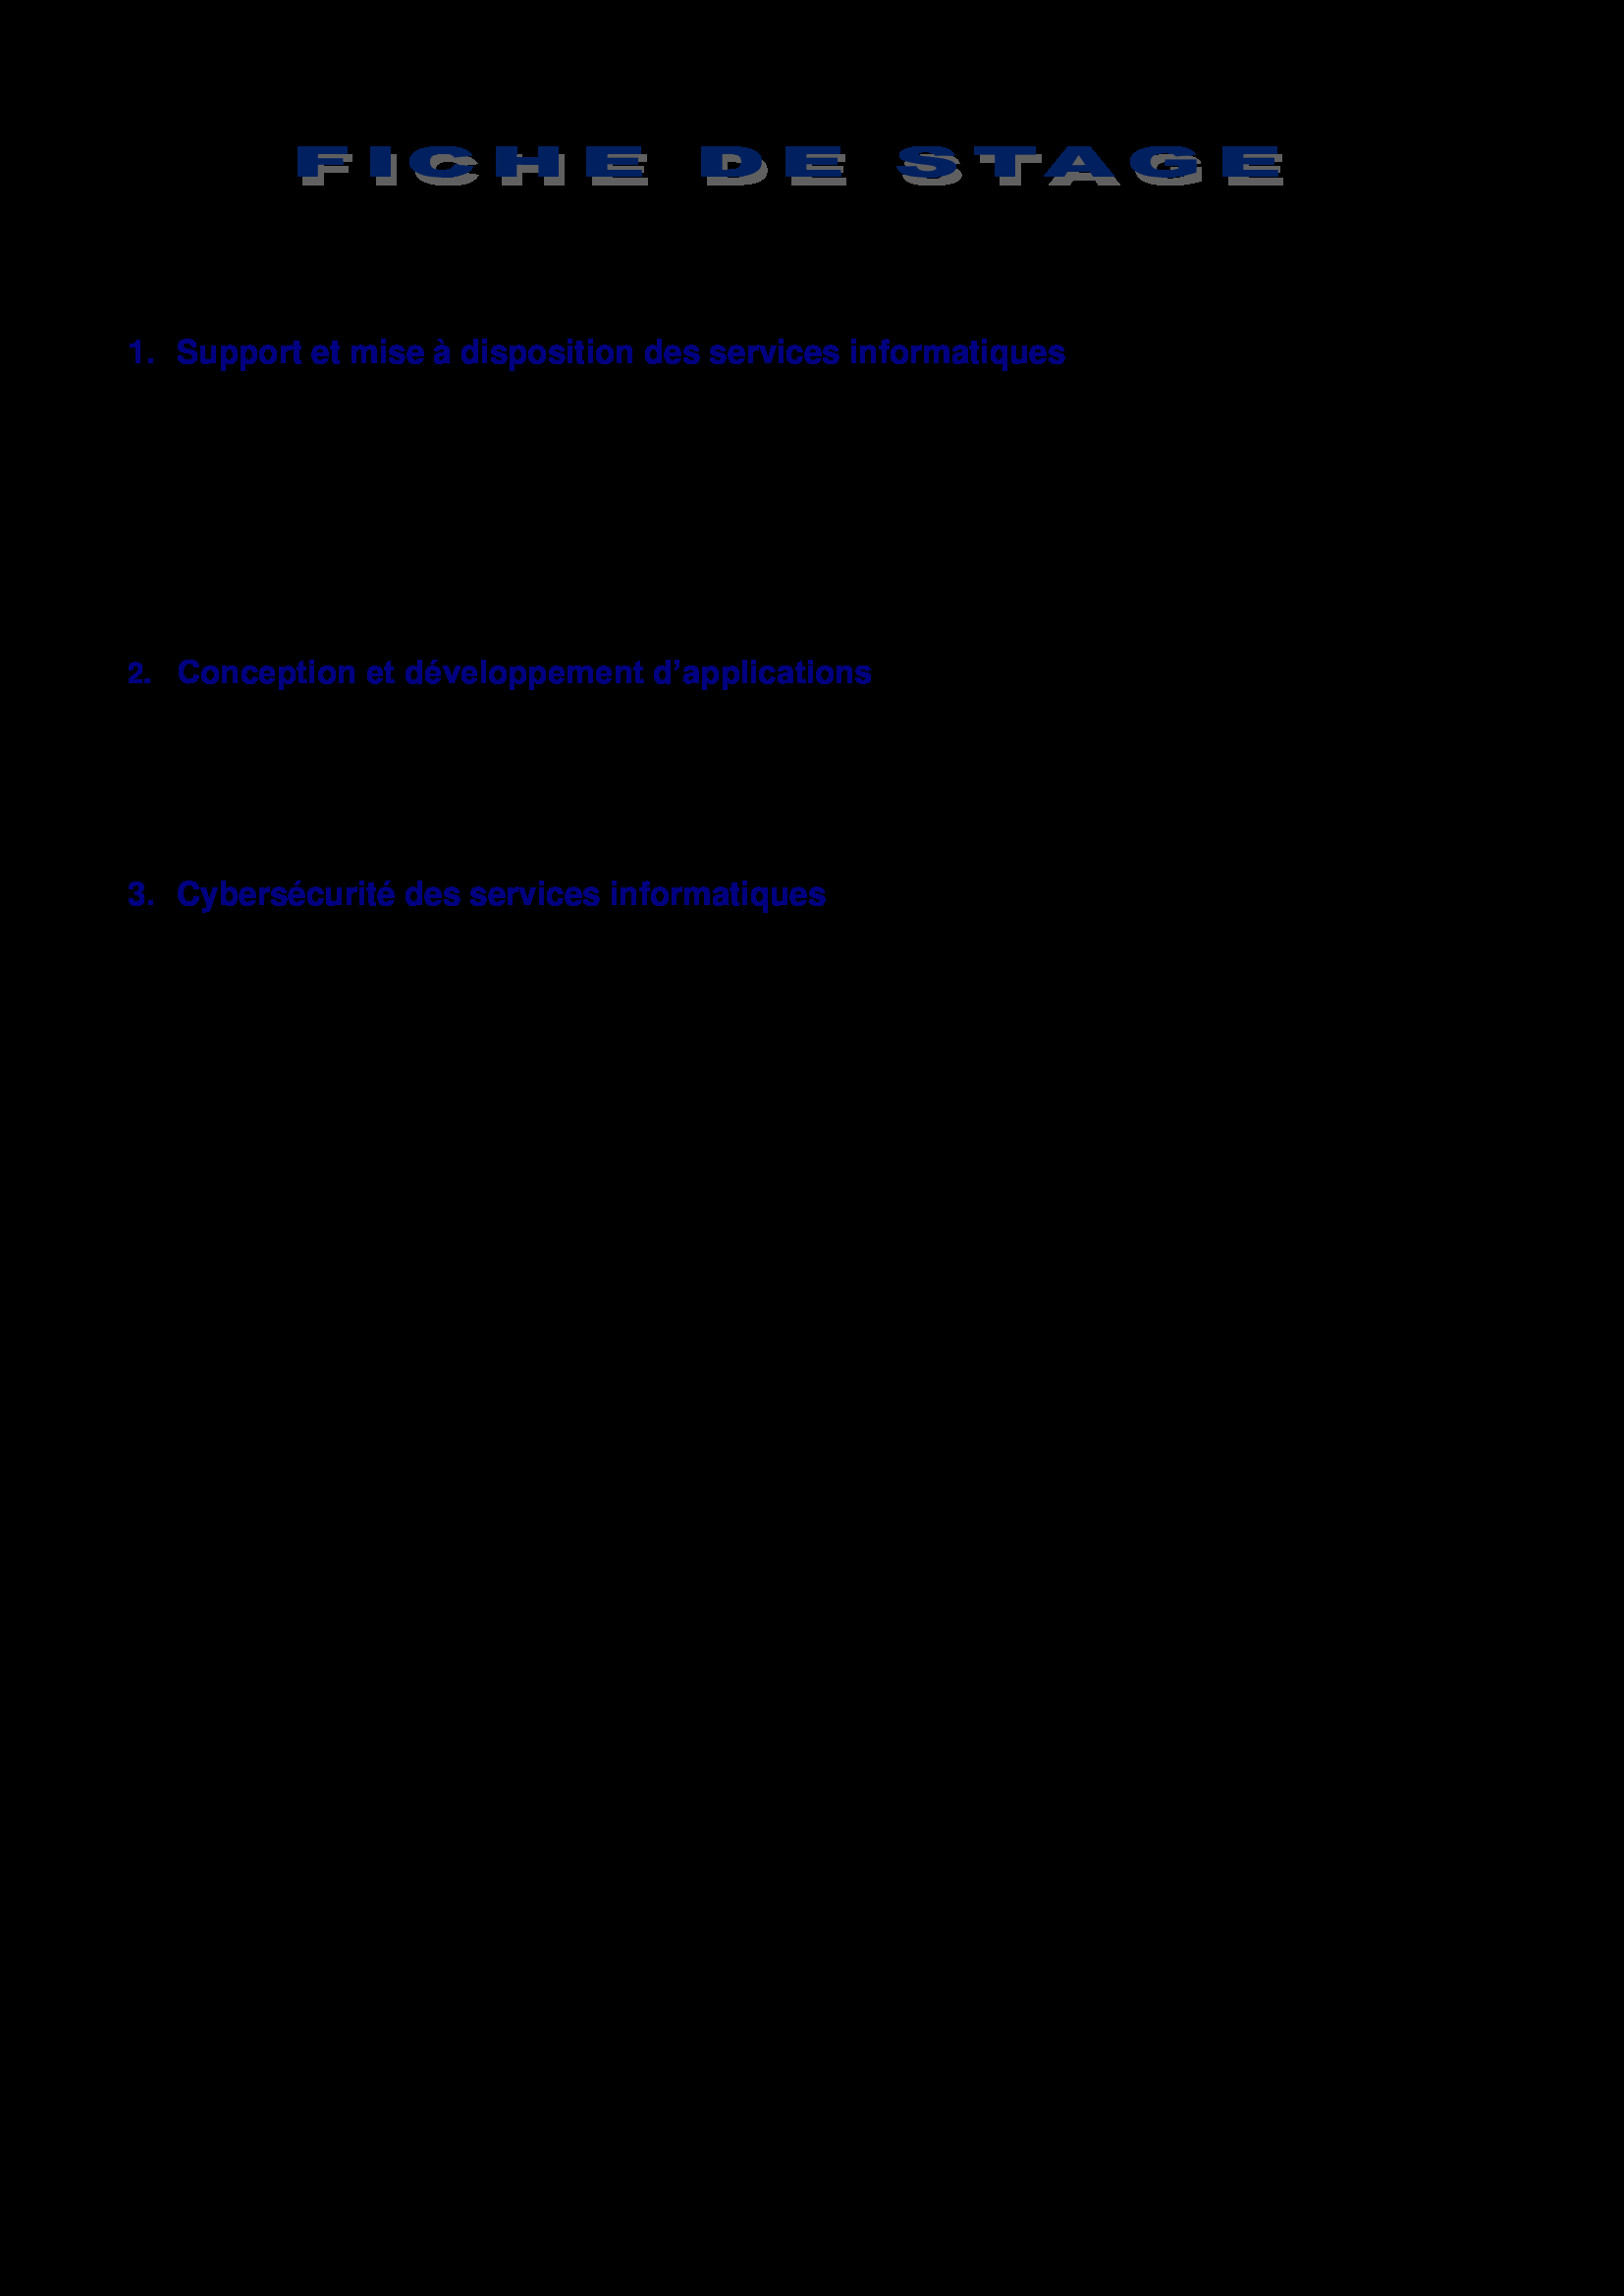 FICHE DE STAGE
1. Support et mise à disposition des services informatiques
2. Conception et développement d’applications
3. Cybersécurité des services informatiques